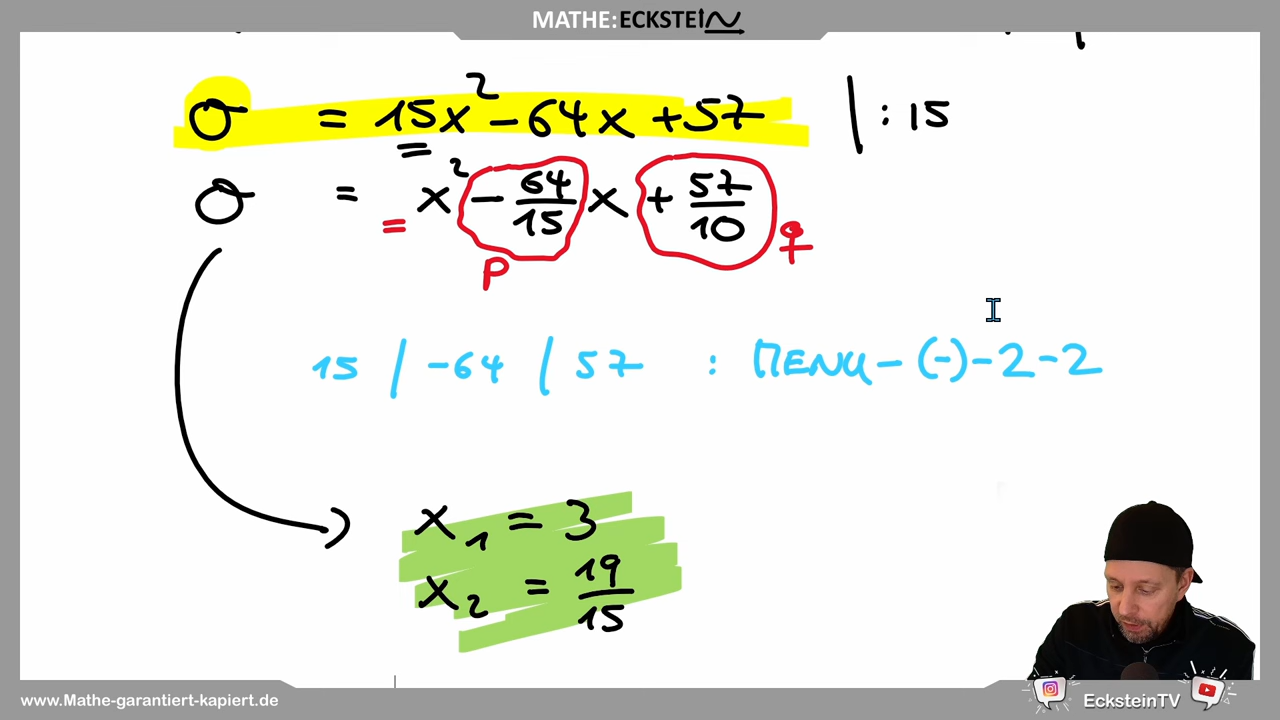 MATHE:ECKSTEIN
0 = 15x² - 64x + 57 | : 15
0 = x² - 64/15 x + 57/10
= p q
15 / -64 / 57 : MENU - (-) - 2 - 2
x₁ = 3
x₂ = 19/15
www.Mathe-garantiert-kapiert.de
EcksteinTV